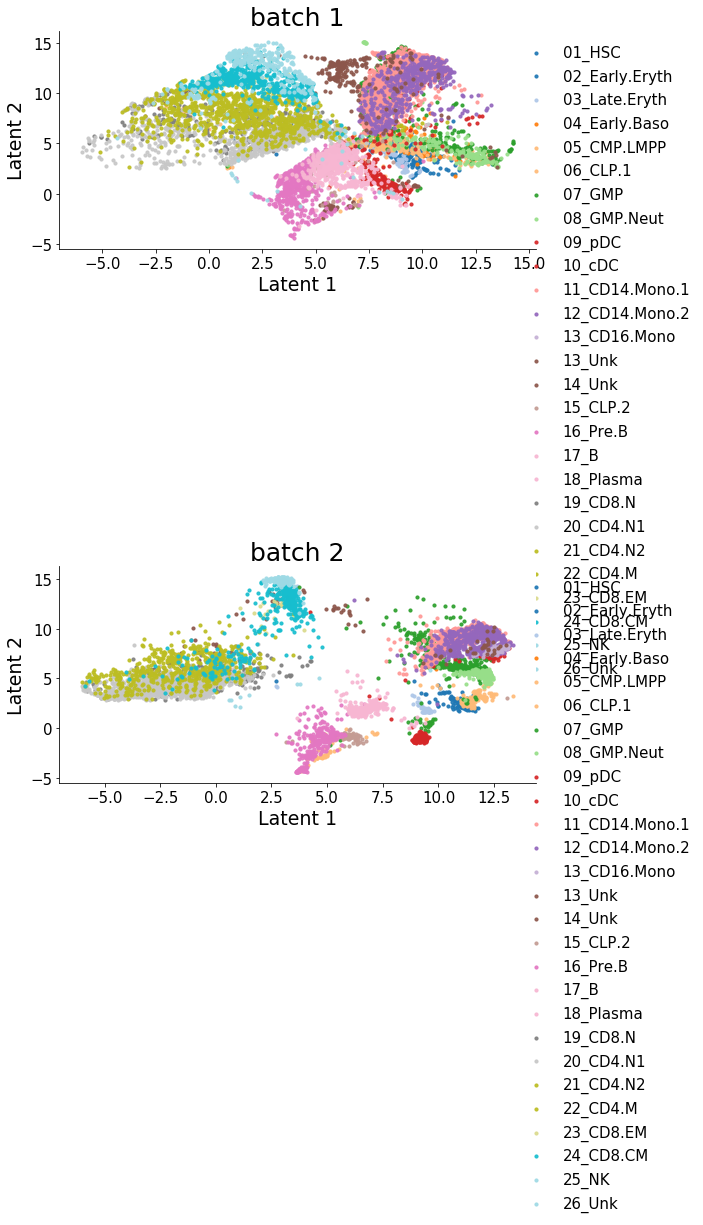 batch 1
Latent 2
15
10
5
0
−5
−5.0 −2.5 0.0 2.5 5.0 7.5 10.0 12.5 15.0
Latent 1
01_HSC
02_Early.Eryth
03_Late.Eryth
04_Early.Baso
05_CMP.LMPP
06_CLP.1
07_GMP
08_GMP.Neut
09_pDC
10_cDC
11_CD14.Mono.1
12_CD14.Mono.2
13_CD16.Mono
13_Unk
14_Unk
15_CLP.2
16_Pre.B
17_B
18_Plasma
19_CD8.N
20_CD4.N1
21_CD4.N2
22_CD4.M
23_CD8.EM
24_CD8.CM
25_NK
26_Unk
batch 2
Latent 2
15
10
5
0
−5
−5.0 −2.5 0.0 2.5 5.0 7.5 10.0 12.5
Latent 1
01_HSC
02_Early.Eryth
03_Late.Eryth
04_Early.Baso
05_CMP.LMPP
06_CLP.1
07_GMP
08_GMP.Neut
09_pDC
10_cDC
11_CD14.Mono.1
12_CD14.Mono.2
13_CD16.Mono
13_Unk
14_Unk
15_CLP.2
16_Pre.B
17_B
18_Plasma
19_CD8.N
20_CD4.N1
21_CD4.N2
22_CD4.M
23_CD8.EM
24_CD8.CM
25_NK
26_Unk